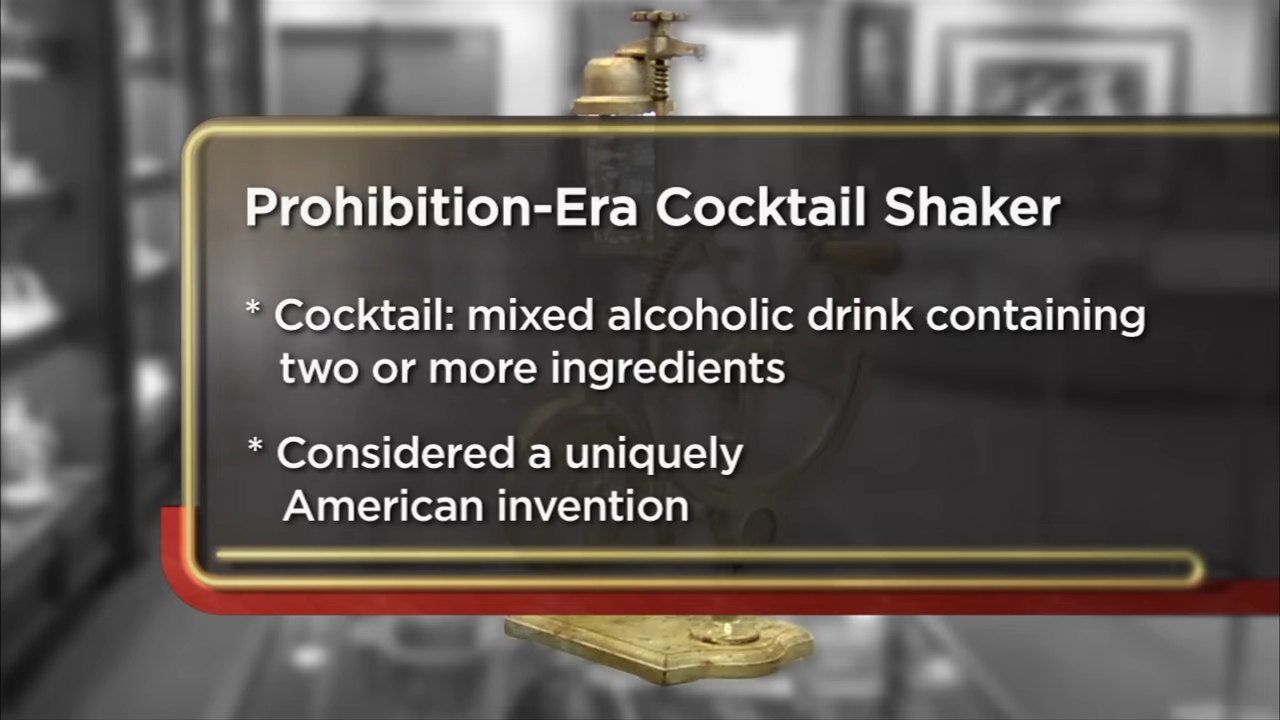 Prohibition-Era Cocktail Shaker
* Cocktail: mixed alcoholic drink containing
two or more ingredients
* Considered a uniquely
American invention